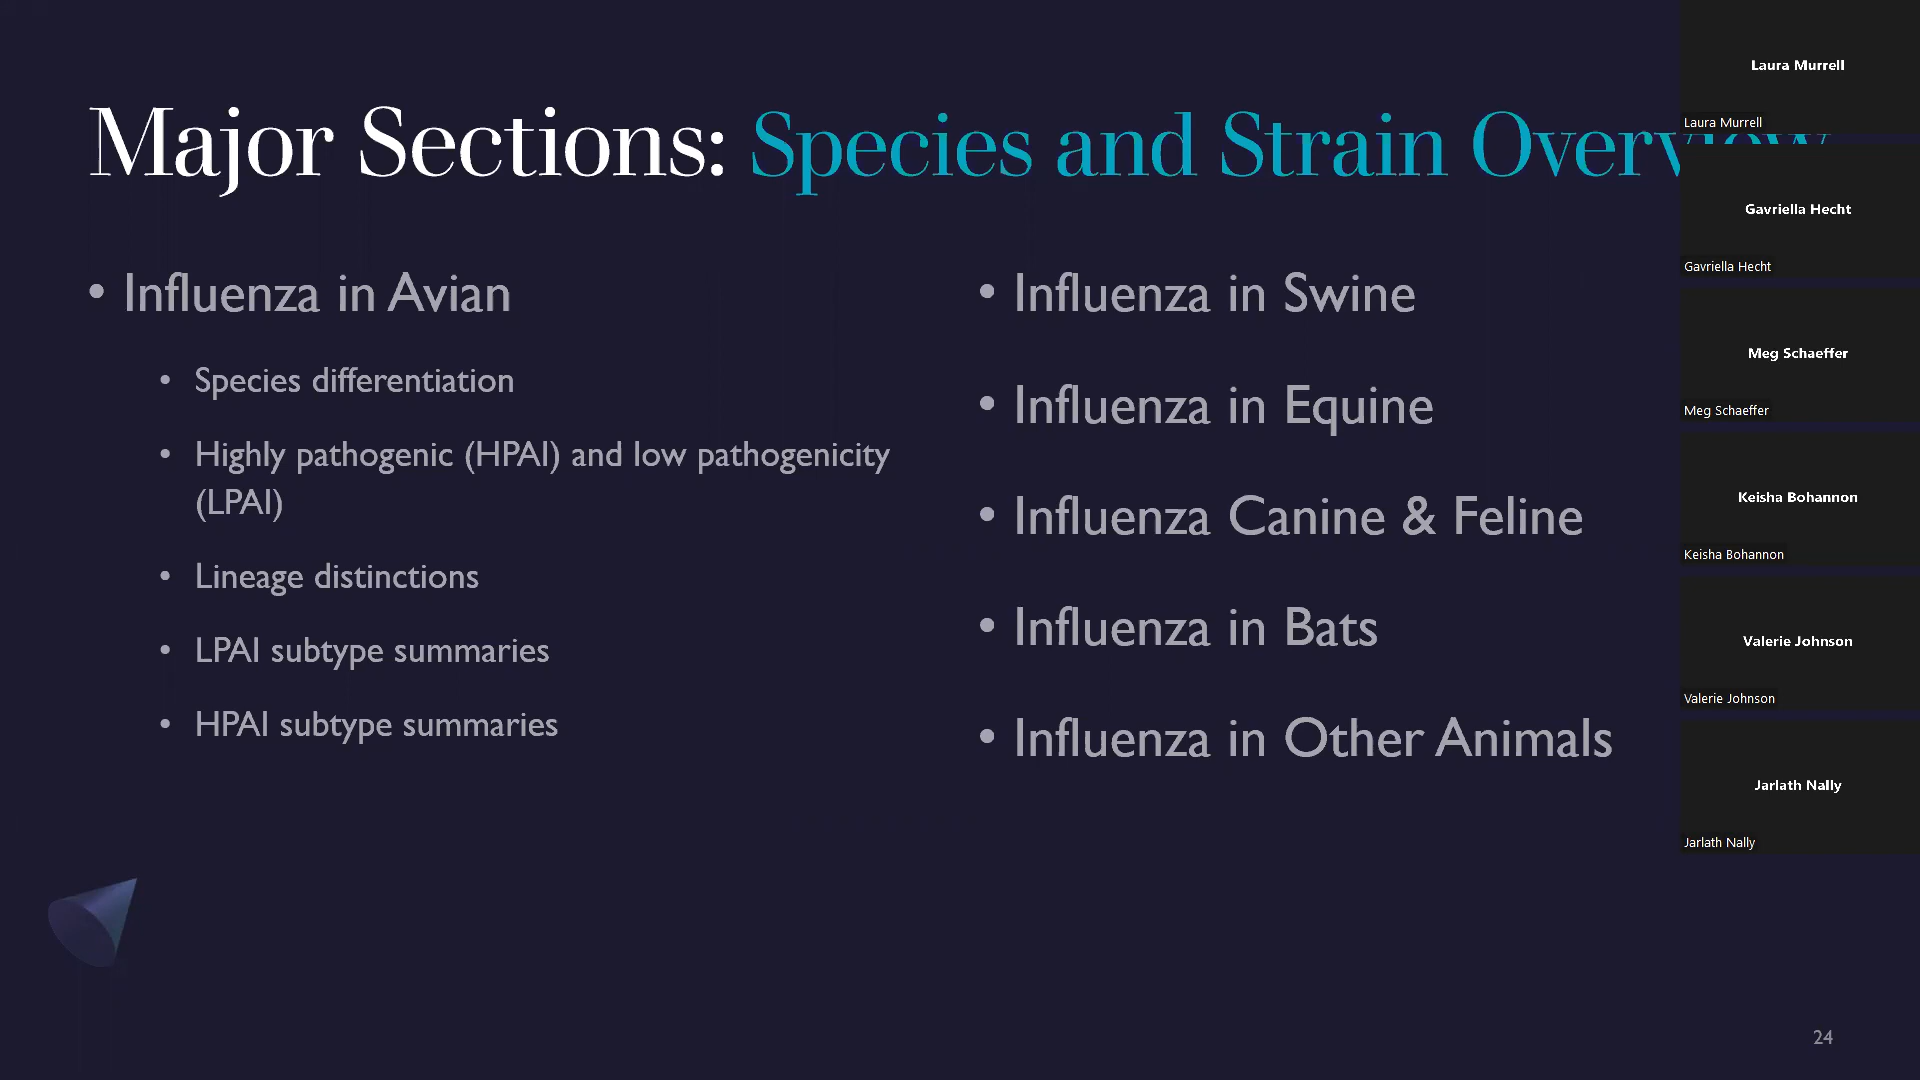 Major Sections: Species and Strain Overview
• Influenza in Avian
• Species differentiation
• Highly pathogenic (HPAI) and low pathogenicity
(LPAI)
• Lineage distinctions
• LPAI subtype summaries
• HPAI subtype summaries
• Influenza in Swine
• Influenza in Equine
• Influenza Canine & Feline
• Influenza in Bats
• Influenza in Other Animals
24
Laura Murrell
Laura Murrell
Gavriella Hecht
Gavriella Hecht
Meg Schaeffer
Meg Schaeffer
Keisha Bohannon
Keisha Bohannon
Valerie Johnson
Valerie Johnson
Jarlath Nally
Jarlath Nally